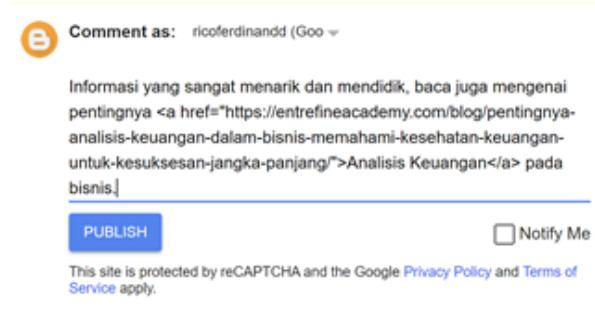 Comment as: ricoferdinandd (Goo
Informasi yang sangat menarik dan mendidik, baca juga mengenai
pentingnya <a href="https://entrefineacademy.com/blog/pentingnya-
analisis-keuangan-dalam-bisnis-memahami-kesehatan-keuangan-
untuk-kesuksesan-jangka-panjang/">Analisis Keuangan</a> pada
bisnis.
PUBLISH
Notify Me
This site is protected by reCAPTCHA and the Google Privacy Policy and Terms of
Service apply.